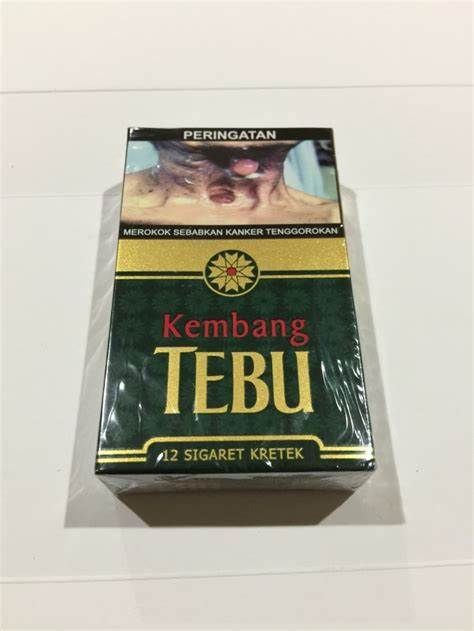 PERINGATAN
MEROKOK SEBABKAN KANKER TENGGOROKAN
Kembang
TEBU
12 SIGARET KRETEK